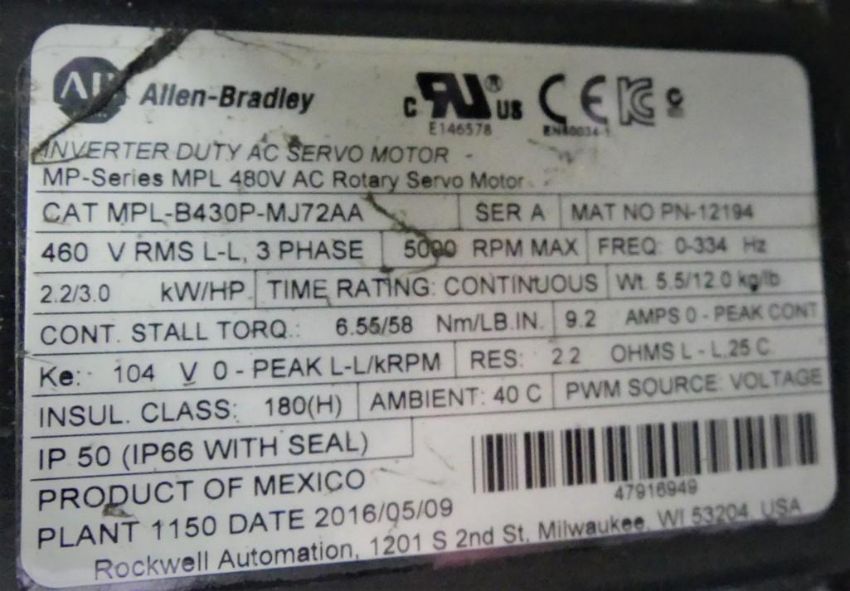 AB Allen-Bradley
C RU® US
E146578
CE
EN60034-1
INVERTER DUTY AC SERVO MOTOR
MP-Series MPL 480V AC Rotary Servo Motor
CAT MPL-B430P-MJ72AA SER A MAT NO PN-12194
460 V RMS L-L, 3 PHASE 5000 RPM MAX FREQ: 0-334 Hz
2.2/3.0 kW/HP TIME RATING: CONTINUOUS Wt. 5.5/12.0 kg/lb
CONT. STALL TORQ.: 6.55/58 Nm/LB.IN. 9.2 AMPS 0 - PEAK CONT
Ke: 104 V 0 - PEAK L-L/kRPM RES: 2.2 OHMS L - L,25 C
INSUL. CLASS: 180(H) AMBIENT: 40 C PWM SOURCE: VOLTAGE
IP 50 (IP66 WITH SEAL)
PRODUCT OF MEXICO
47916949
PLANT 1150 DATE 2016/05/09
Rockwell Automation, 1201 S 2nd St, Milwaukee, WI 53204, USA